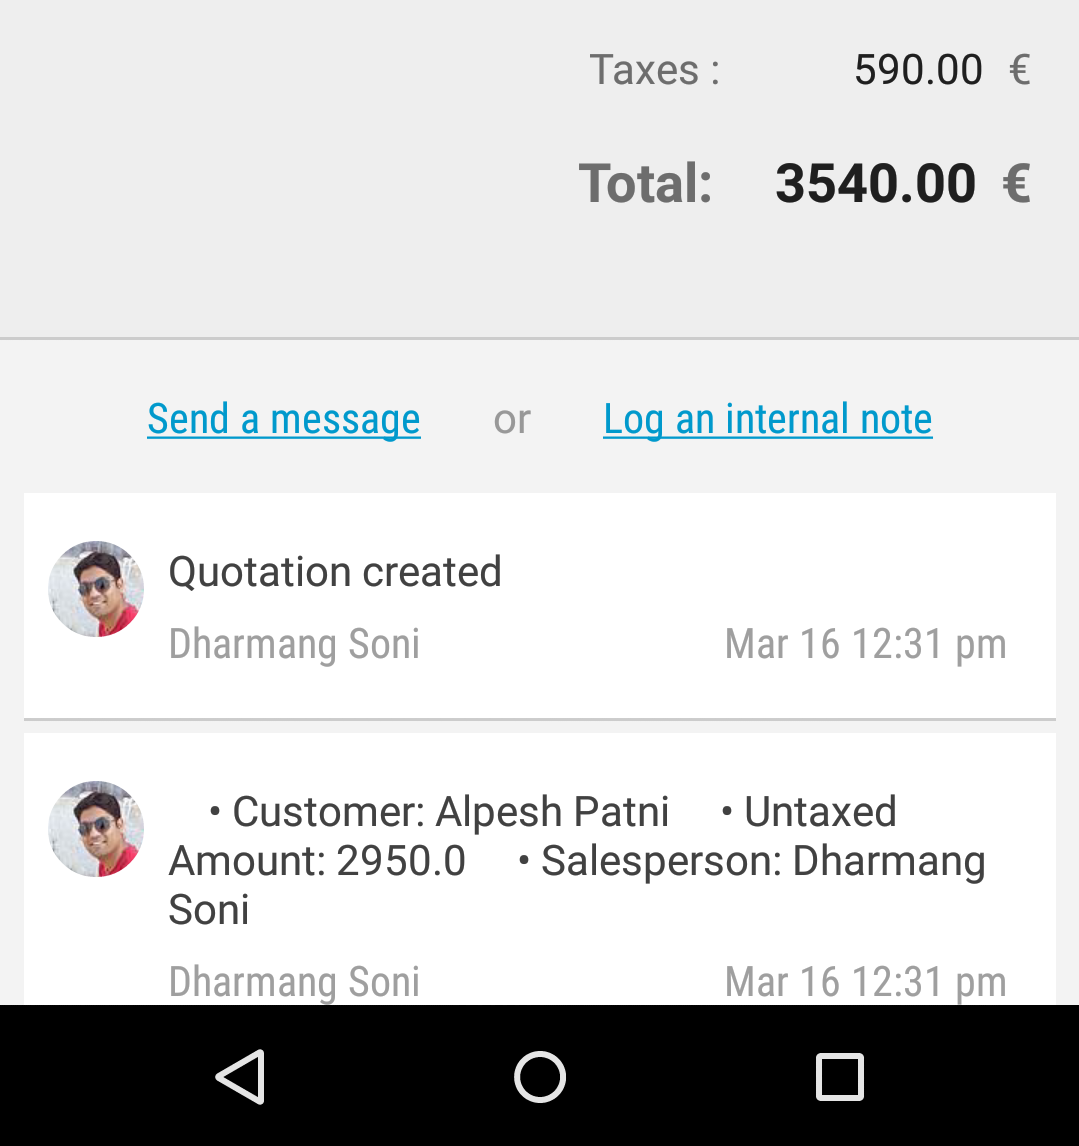 Taxes : 590.00 €
Total: 3540.00 €
Send a message or Log an internal note
Quotation created
Dharmang Soni Mar 16 12:31 pm
• Customer: Alpesh Patni • Untaxed
Amount: 2950.0 • Salesperson: Dharmang
Soni
Dharmang Soni Mar 16 12:31 pm